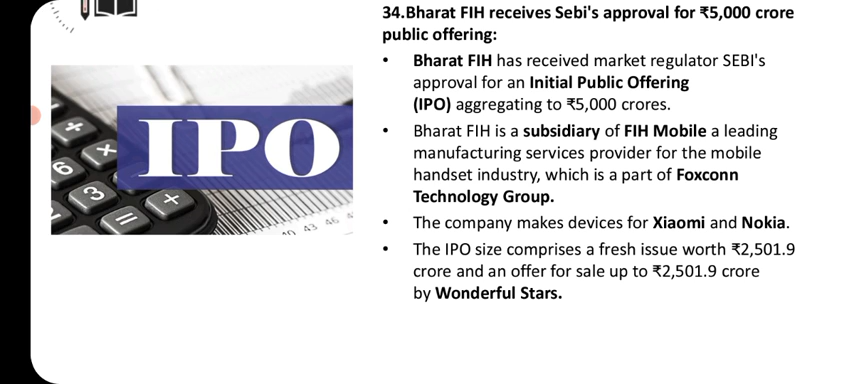 34.Bharat FIH receives Sebi's approval for ₹5,000 crore
public offering:
• Bharat FIH has received market regulator SEBI's
approval for an Initial Public Offering
(IPO) aggregating to ₹5,000 crores.
• Bharat FIH is a subsidiary of FIH Mobile a leading
manufacturing services provider for the mobile
handset industry, which is a part of Foxconn
Technology Group.
• The company makes devices for Xiaomi and Nokia.
• The IPO size comprises a fresh issue worth ₹2,501.9
crore and an offer for sale up to ₹2,501.9 crore
by Wonderful Stars.
IPO